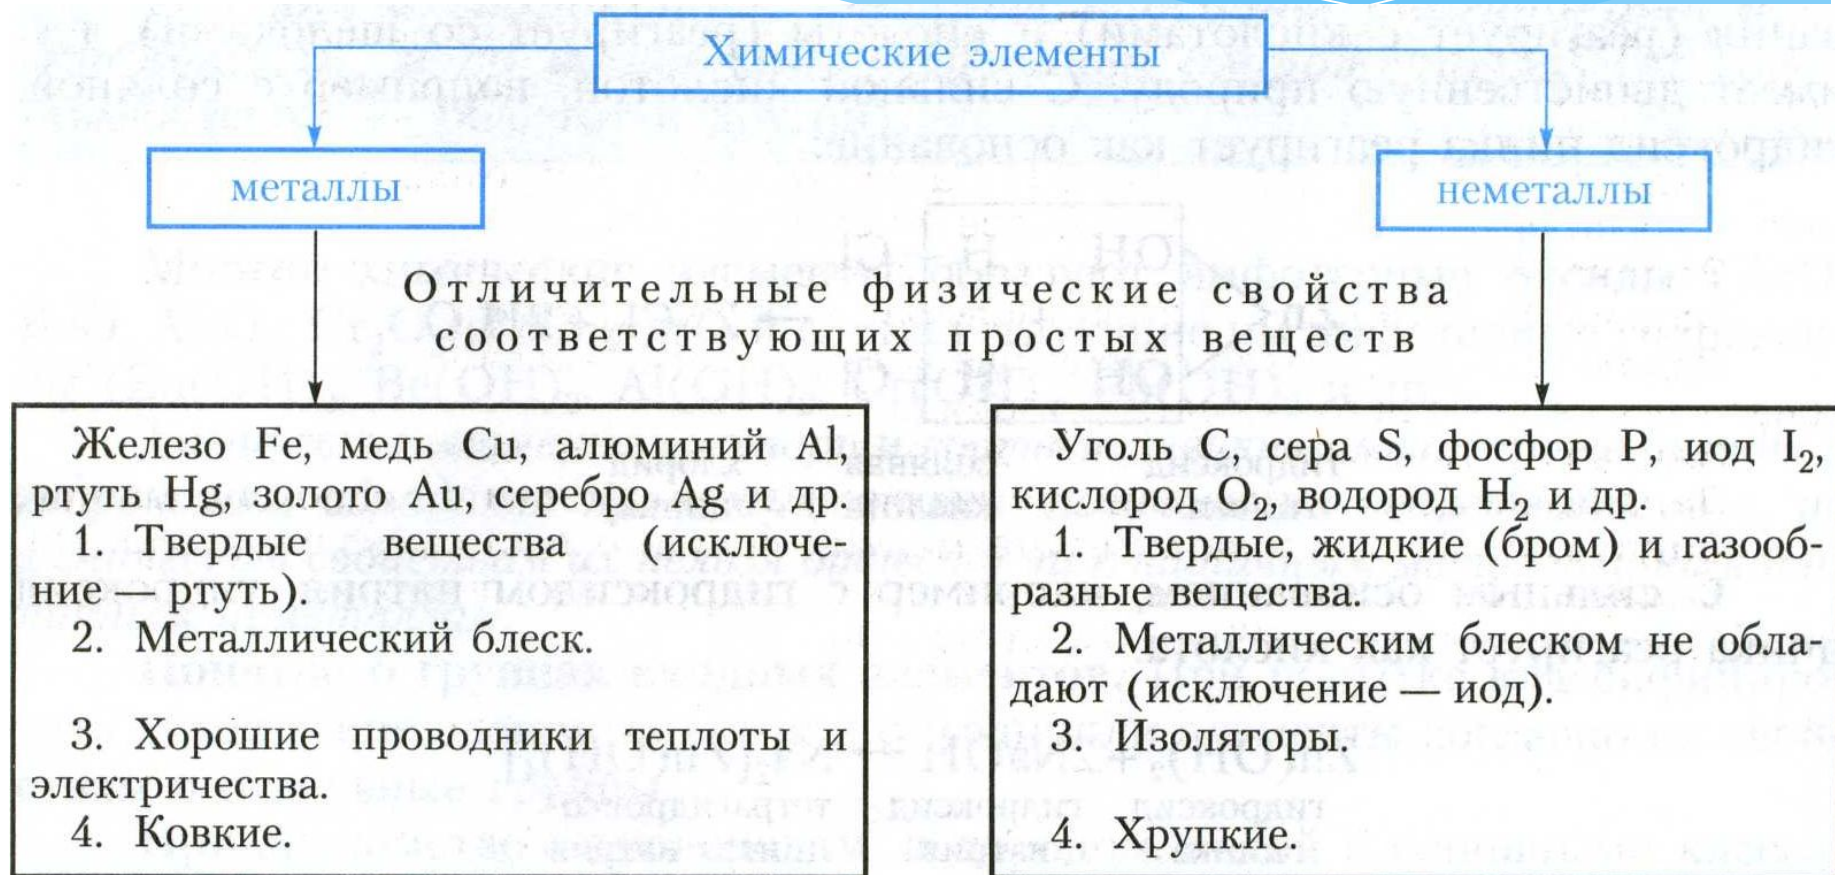 Химические элементы
металлы
неметаллы
Отличительные физические свойства
соответствующих простых веществ
Железо Fe, медь Cu, алюминий Al,
ртуть Hg, золото Au, серебро Ag и др.
1. Твердые вещества (исключе-
ние — ртуть).
2. Металлический блеск.
3. Хорошие проводники теплоты и
электричества.
4. Ковкие.
Уголь C, сера S, фосфор P, иод I₂,
кислород O₂, водород H₂ и др.
1. Твердые, жидкие (бром) и газооб-
разные вещества.
2. Металлическим блеском не обла-
дают (исключение — иод).
3. Изоляторы.
4. Хрупкие.